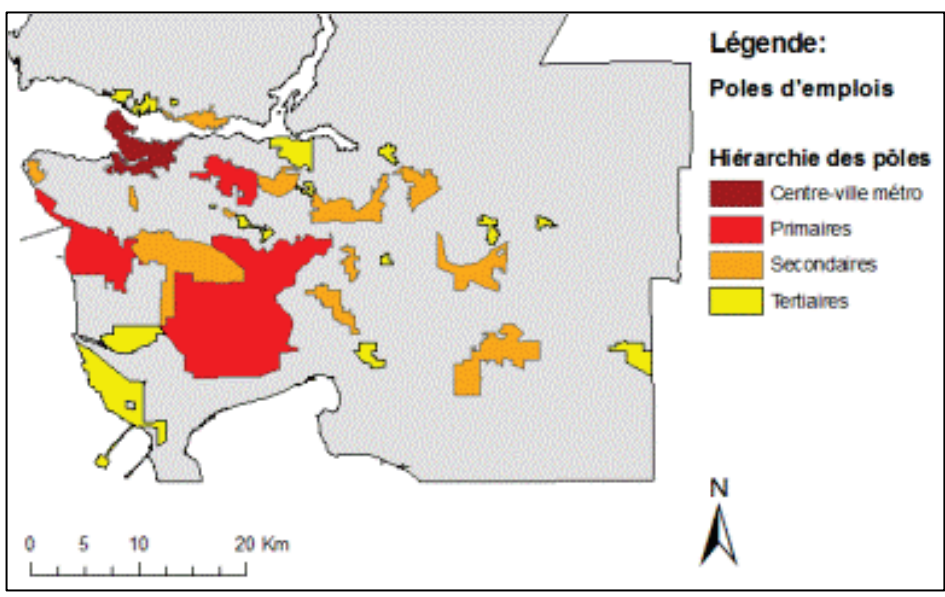 Légende:
Poles d'emplois
Hiérarchie des pôles
Centre-ville métro
Primaires
Secondaires
Tertiaires
N
0 5 10 20 Km